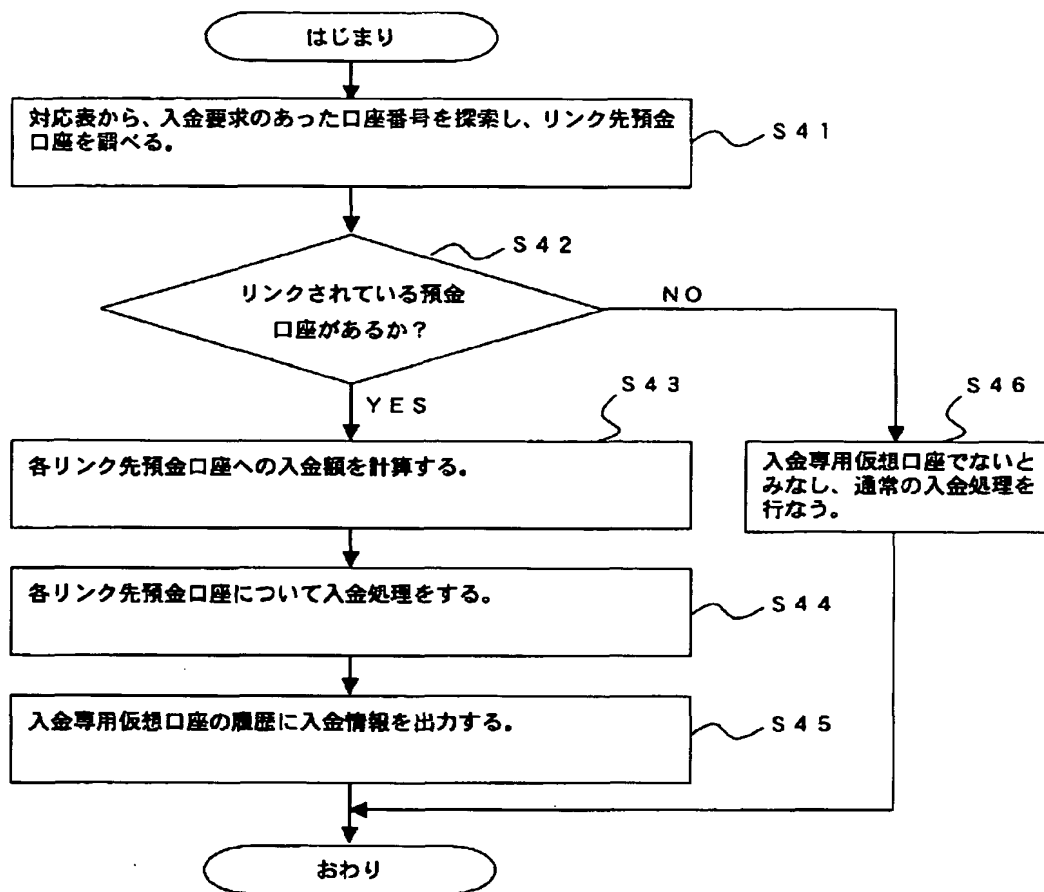 はじまり
対応表から、入金要求のあった口座番号を探索し、リンク先預金
口座を調べる。
S41
S42
リンクされている預金
口座があるか？
NO
YES
S43
各リンク先預金口座への入金額を計算する。
S46
入金専用仮想口座でないと
みなし、通常の入金処理を
行なう。
各リンク先預金口座について入金処理をする。
S44
入金専用仮想口座の履歴に入金情報を出力する。
S45
おわり